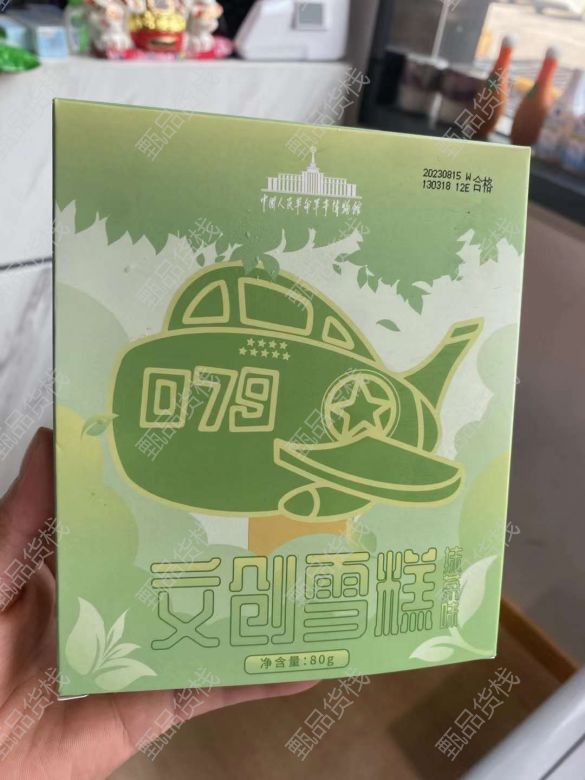 20230815 W
130318 12E 合格
中国人民革命军事博物馆
079
文创雪糕
抹茶味
净含量:80g
甄品货栈